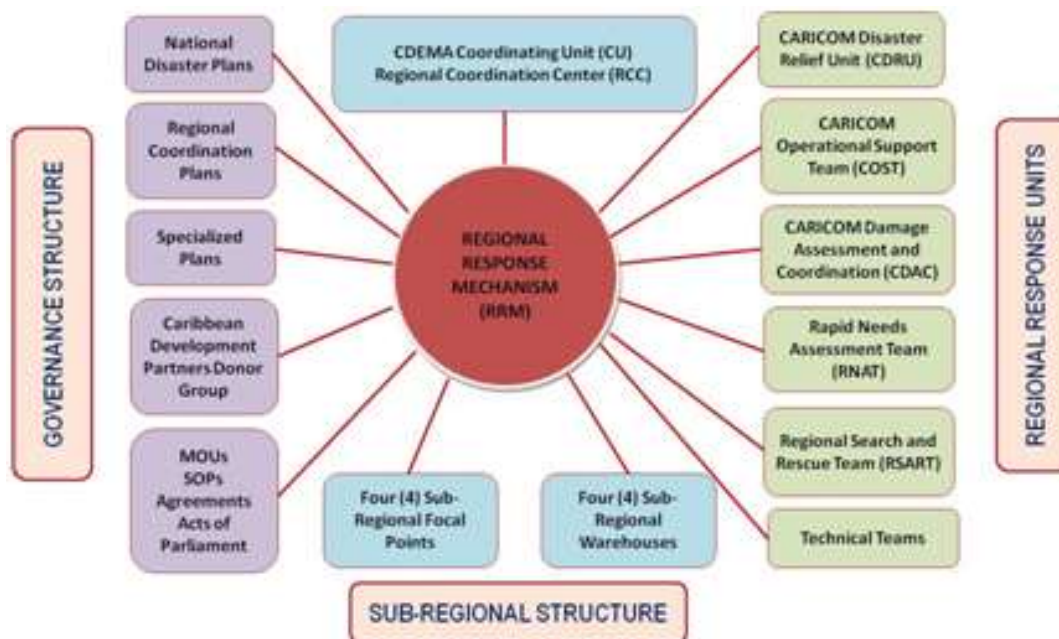 GOVERNANCE STRUCTURE
National
Disaster Plans
Regional
Coordination
Plans
Specialized
Plans
Caribbean
Development
Partners Donor
Group
MOUs
SOPs
Agreements
Acts of
Parliament
CDEMA Coordinating Unit (CU)
Regional Coordination Center (RCC)
REGIONAL
RESPONSE
MECHANISM
(RRM)
Four (4) Sub-
Regional Focal
Points
Four (4) Sub-
Regional
Warehouses
SUB-REGIONAL STRUCTURE
CARICOM Disaster
Relief Unit (CDRU)
CARICOM
Operational Support
Team (COST)
CARICOM Damage
Assessment and
Coordination (CDAC)
Rapid Needs
Assessment Team
(RNAT)
Regional Search and
Rescue Team (RSART)
Technical Teams
REGIONAL RESPONSE UNITS